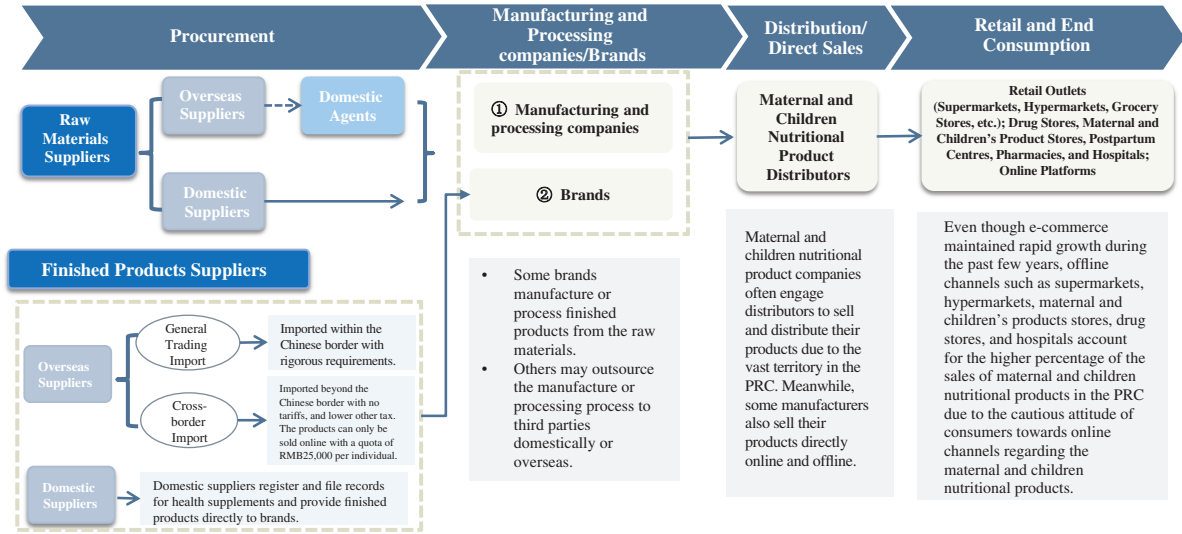 Procurement
Manufacturing and
Processing
companies/Brands
Distribution/
Direct Sales
Retail and End
Consumption
Raw
Materials
Suppliers
Overseas
Suppliers
Domestic
Agents
Domestic
Suppliers
① Manufacturing and
processing companies
② Brands
Maternal and
Children
Nutritional
Product
Distributors
Retail Outlets
(Supermarkets, Hypermarkets, Grocery
Stores, etc.); Drug Stores, Maternal and
Children's Product Stores, Postpartum
Centres, Pharmacies, and Hospitals;
Online Platforms
Finished Products Suppliers
Overseas
Suppliers
General
Trading
Import
Imported within the
Chinese border with
rigorous requirements.
Cross-
border
Import
Imported beyond the
Chinese border with no
tariffs, and lower other tax.
The products can only be
sold online with a quota of
RMB25,000 per individual.
Domestic
Suppliers
Domestic suppliers register and file records
for health supplements and provide finished
products directly to brands.
• Some brands
manufacture or
process finished
products from the raw
materials.
• Others may outsource
the manufacture or
processing process to
third parties
domestically or
overseas.
Maternal and
children nutritional
product companies
often engage
distributors to sell
and distribute their
products due to the
vast territory in the
PRC. Meanwhile,
some manufacturers
also sell their
products directly
online and offline.
Even though e-commerce
maintained rapid growth during
the past few years, offline
channels such as supermarkets,
hypermarkets, maternal and
children's products stores, drug
stores, and hospitals account
for the higher percentage of the
sales of maternal and children
nutritional products in the PRC
due to the cautious attitude of
consumers towards online
channels regarding the
maternal and children
nutritional products.